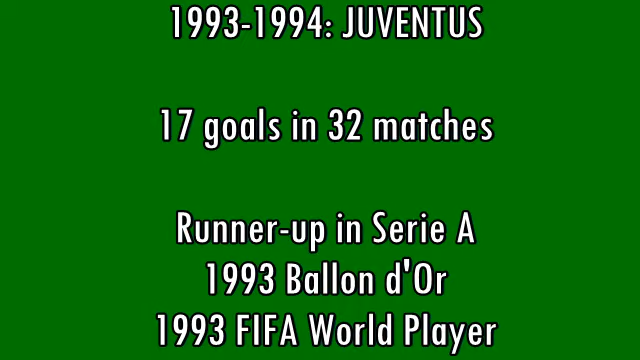 1993-1994: JUVENTUS
17 goals in 32 matches
Runner-up in Serie A
1993 Ballon d'Or
1993 FIFA World Player